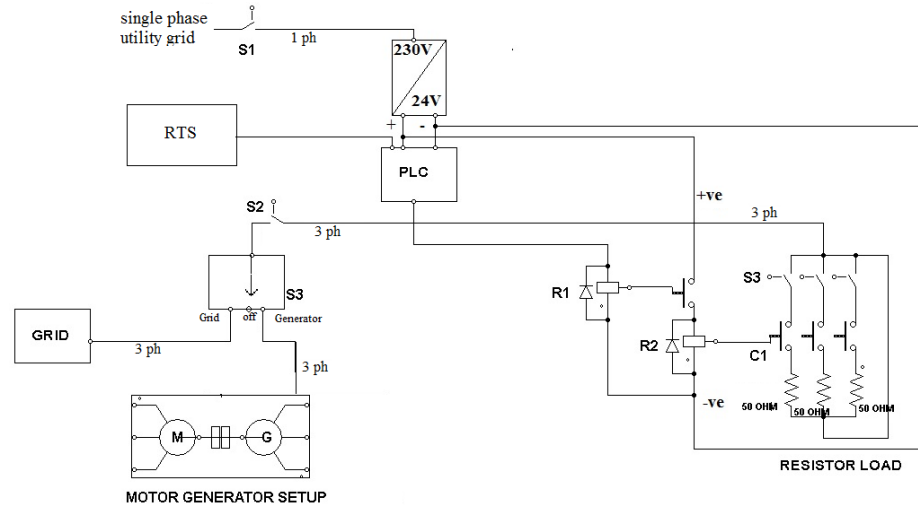 single phase
utility grid
S1
1 ph
230V
24V
+
-
RTS
PLC
+ve
S2
3 ph
3 ph
S3
S3
Grid
off
Generator
R1
GRID
3 ph
R2
C1
3 ph
50 OHM
50 OHM
50 OHM
-ve
M
G
RESISTOR LOAD
MOTOR GENERATOR SETUP